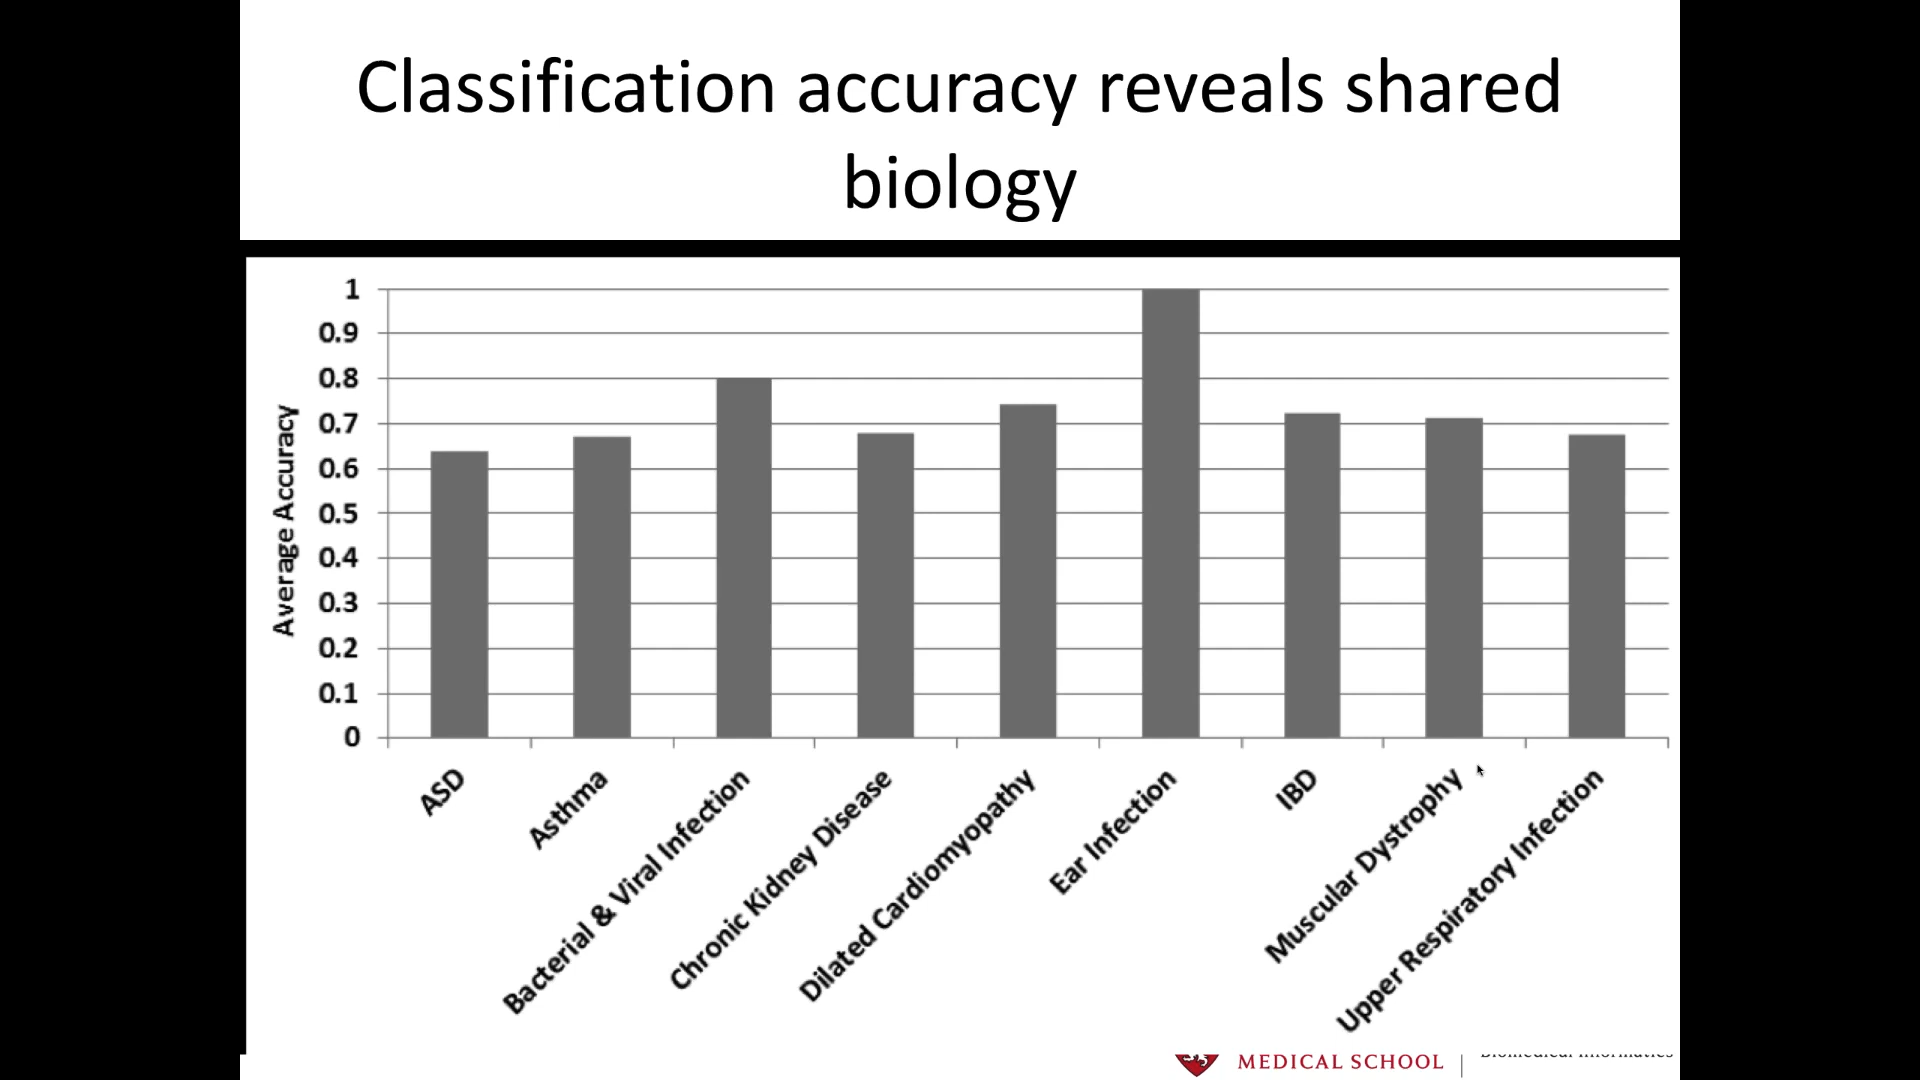 Classification accuracy reveals shared
biology
Average Accuracy
1
0.9
0.8
0.7
0.6
0.5
0.4
0.3
0.2
0.1
0
ASD
Asthma
Bacterial & Viral Infection
Chronic Kidney Disease
Dilated Cardiomyopathy
Ear Infection
IBD
Muscular Dystrophy
Upper Respiratory Infection
MEDICAL SCHOOL
Biomedical Informatics